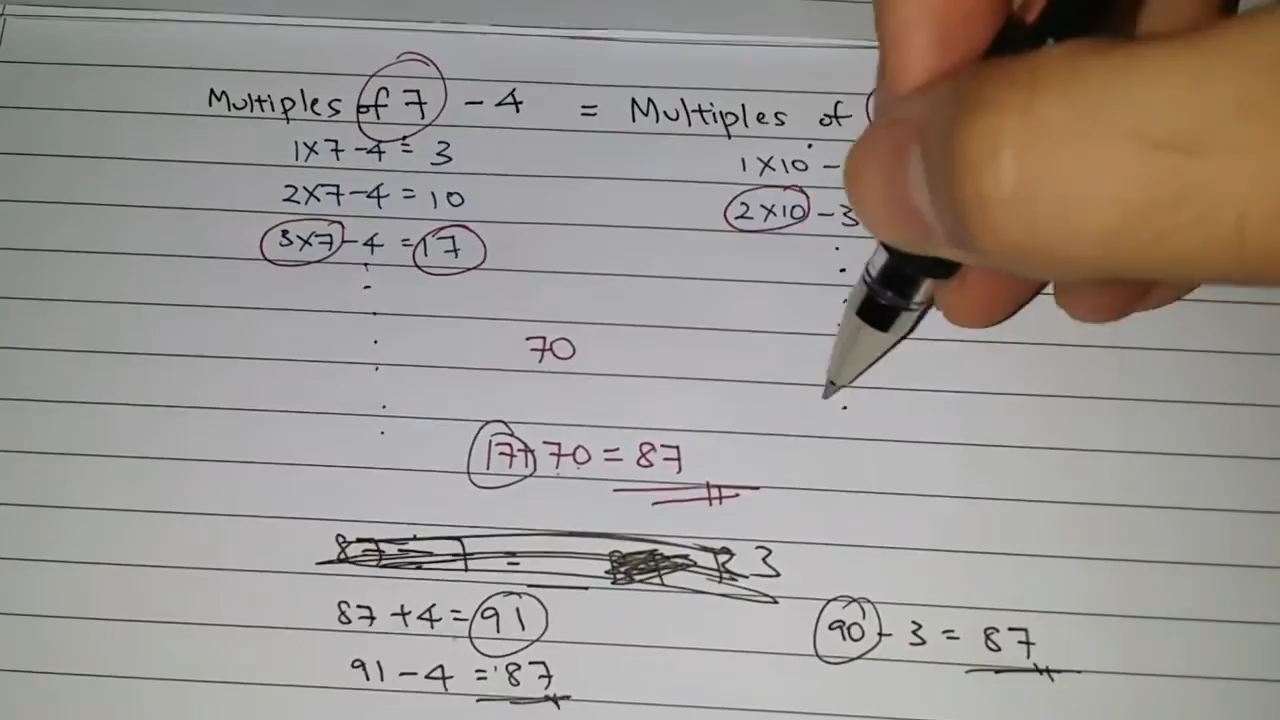 Multiples of 7 - 4 = Multiples of
1x7-4 = 3
1x10 -
2x7-4 = 10
2x10 - 3
3x7-4 = 17
70
17+70 = 87
3
87 + 4 = 91
90 - 3 = 87
91 - 4 = 87